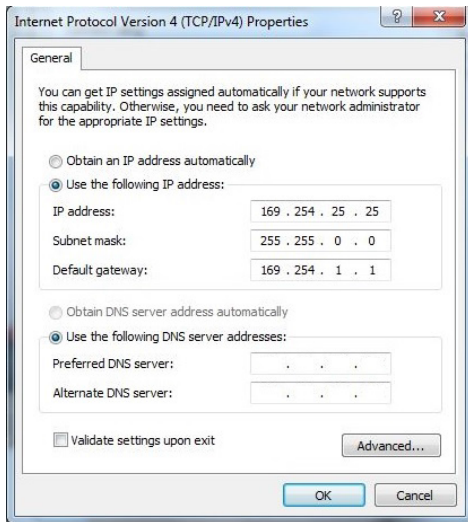 Internet Protocol Version 4 (TCP/IPv4) Properties
General
You can get IP settings assigned automatically if your network supports
this capability. Otherwise, you need to ask your network administrator
for the appropriate IP settings.
Obtain an IP address automatically
Use the following IP address:
IP address: 169 . 254 . 25 . 25
Subnet mask: 255 . 255 . 0 . 0
Default gateway: 169 . 254 . 1 . 1
Obtain DNS server address automatically
Use the following DNS server addresses:
Preferred DNS server: . . .
Alternate DNS server: . . .
Validate settings upon exit
Advanced...
OK Cancel